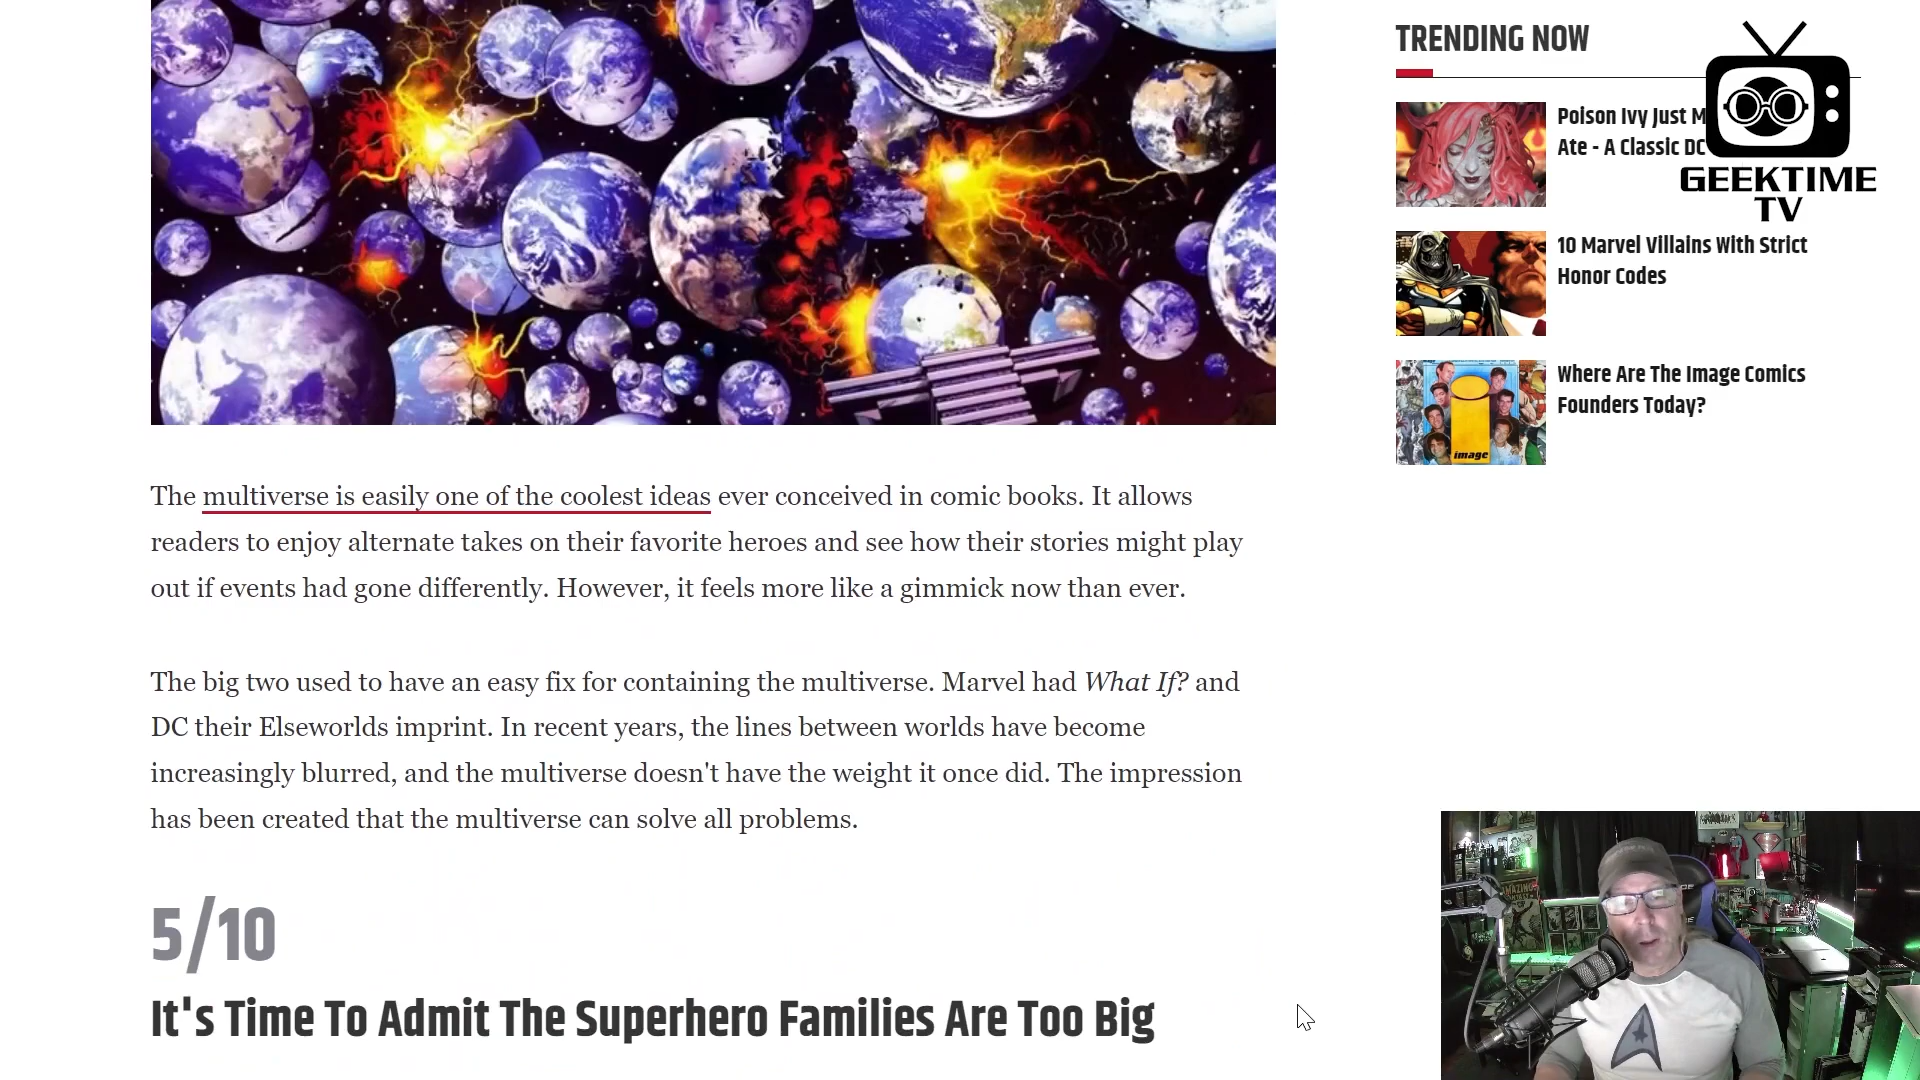 The multiverse is easily one of the coolest ideas ever conceived in comic books. It allows
readers to enjoy alternate takes on their favorite heroes and see how their stories might play
out if events had gone differently. However, it feels more like a gimmick now than ever.
The big two used to have an easy fix for containing the multiverse. Marvel had What If? and
DC their Elseworlds imprint. In recent years, the lines between worlds have become
increasingly blurred, and the multiverse doesn't have the weight it once did. The impression
has been created that the multiverse can solve all problems.
5/10
It's Time To Admit The Superhero Families Are Too Big
TRENDING NOW
Poison Ivy Just M
Ate - A Classic DC
10 Marvel Villains With Strict
Honor Codes
Where Are The Image Comics
Founders Today?
image
GEEKTIME
TV
AMAZING